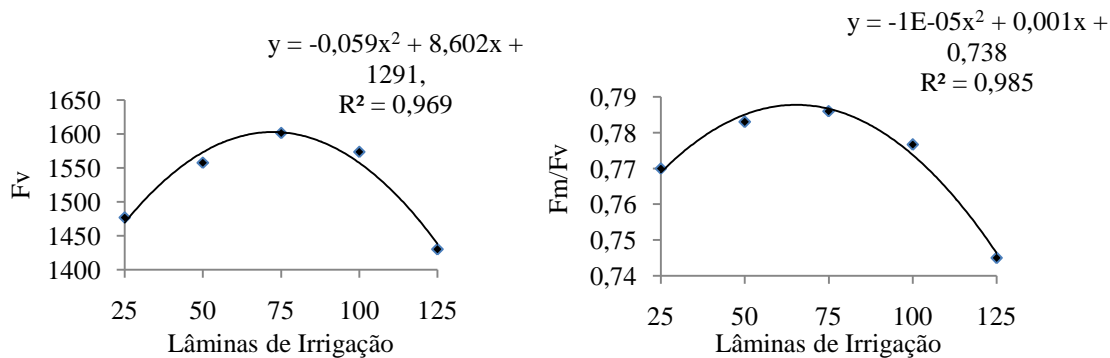 y = -0,059x² + 8,602x +
1291,
R² = 0,969
Fv
1650
1600
1550
1500
1450
1400
25 50 75 100 125
Lâminas de Irrigação
y = -1E-05x² + 0,001x +
0,738
R² = 0,985
Fm/Fv
0,79
0,78
0,77
0,76
0,75
0,74
25 50 75 100 125
Lâminas de Irrigação